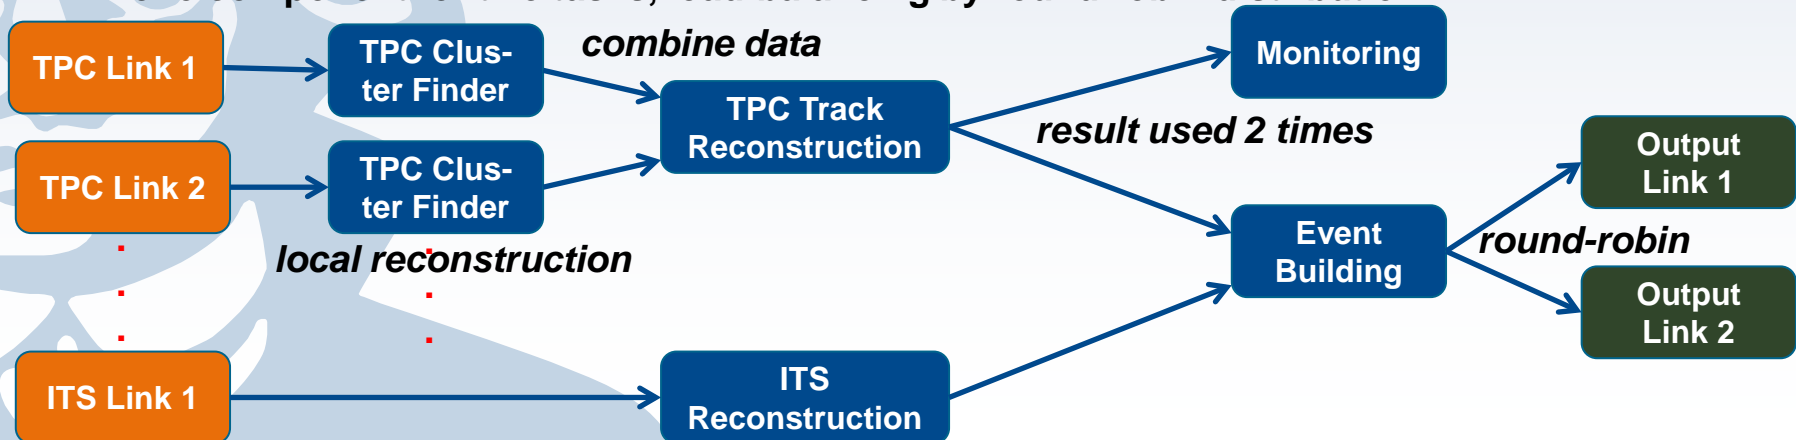 TPC Link 1
TPC Clus-
ter Finder
combine data
Monitoring
TPC Track
Reconstruction
result used 2 times
Output
Link 1
TPC Link 2
TPC Clus-
ter Finder
local reconstruction
Event
Building
round-robin
Output
Link 2
ITS Link 1
ITS
Reconstruction